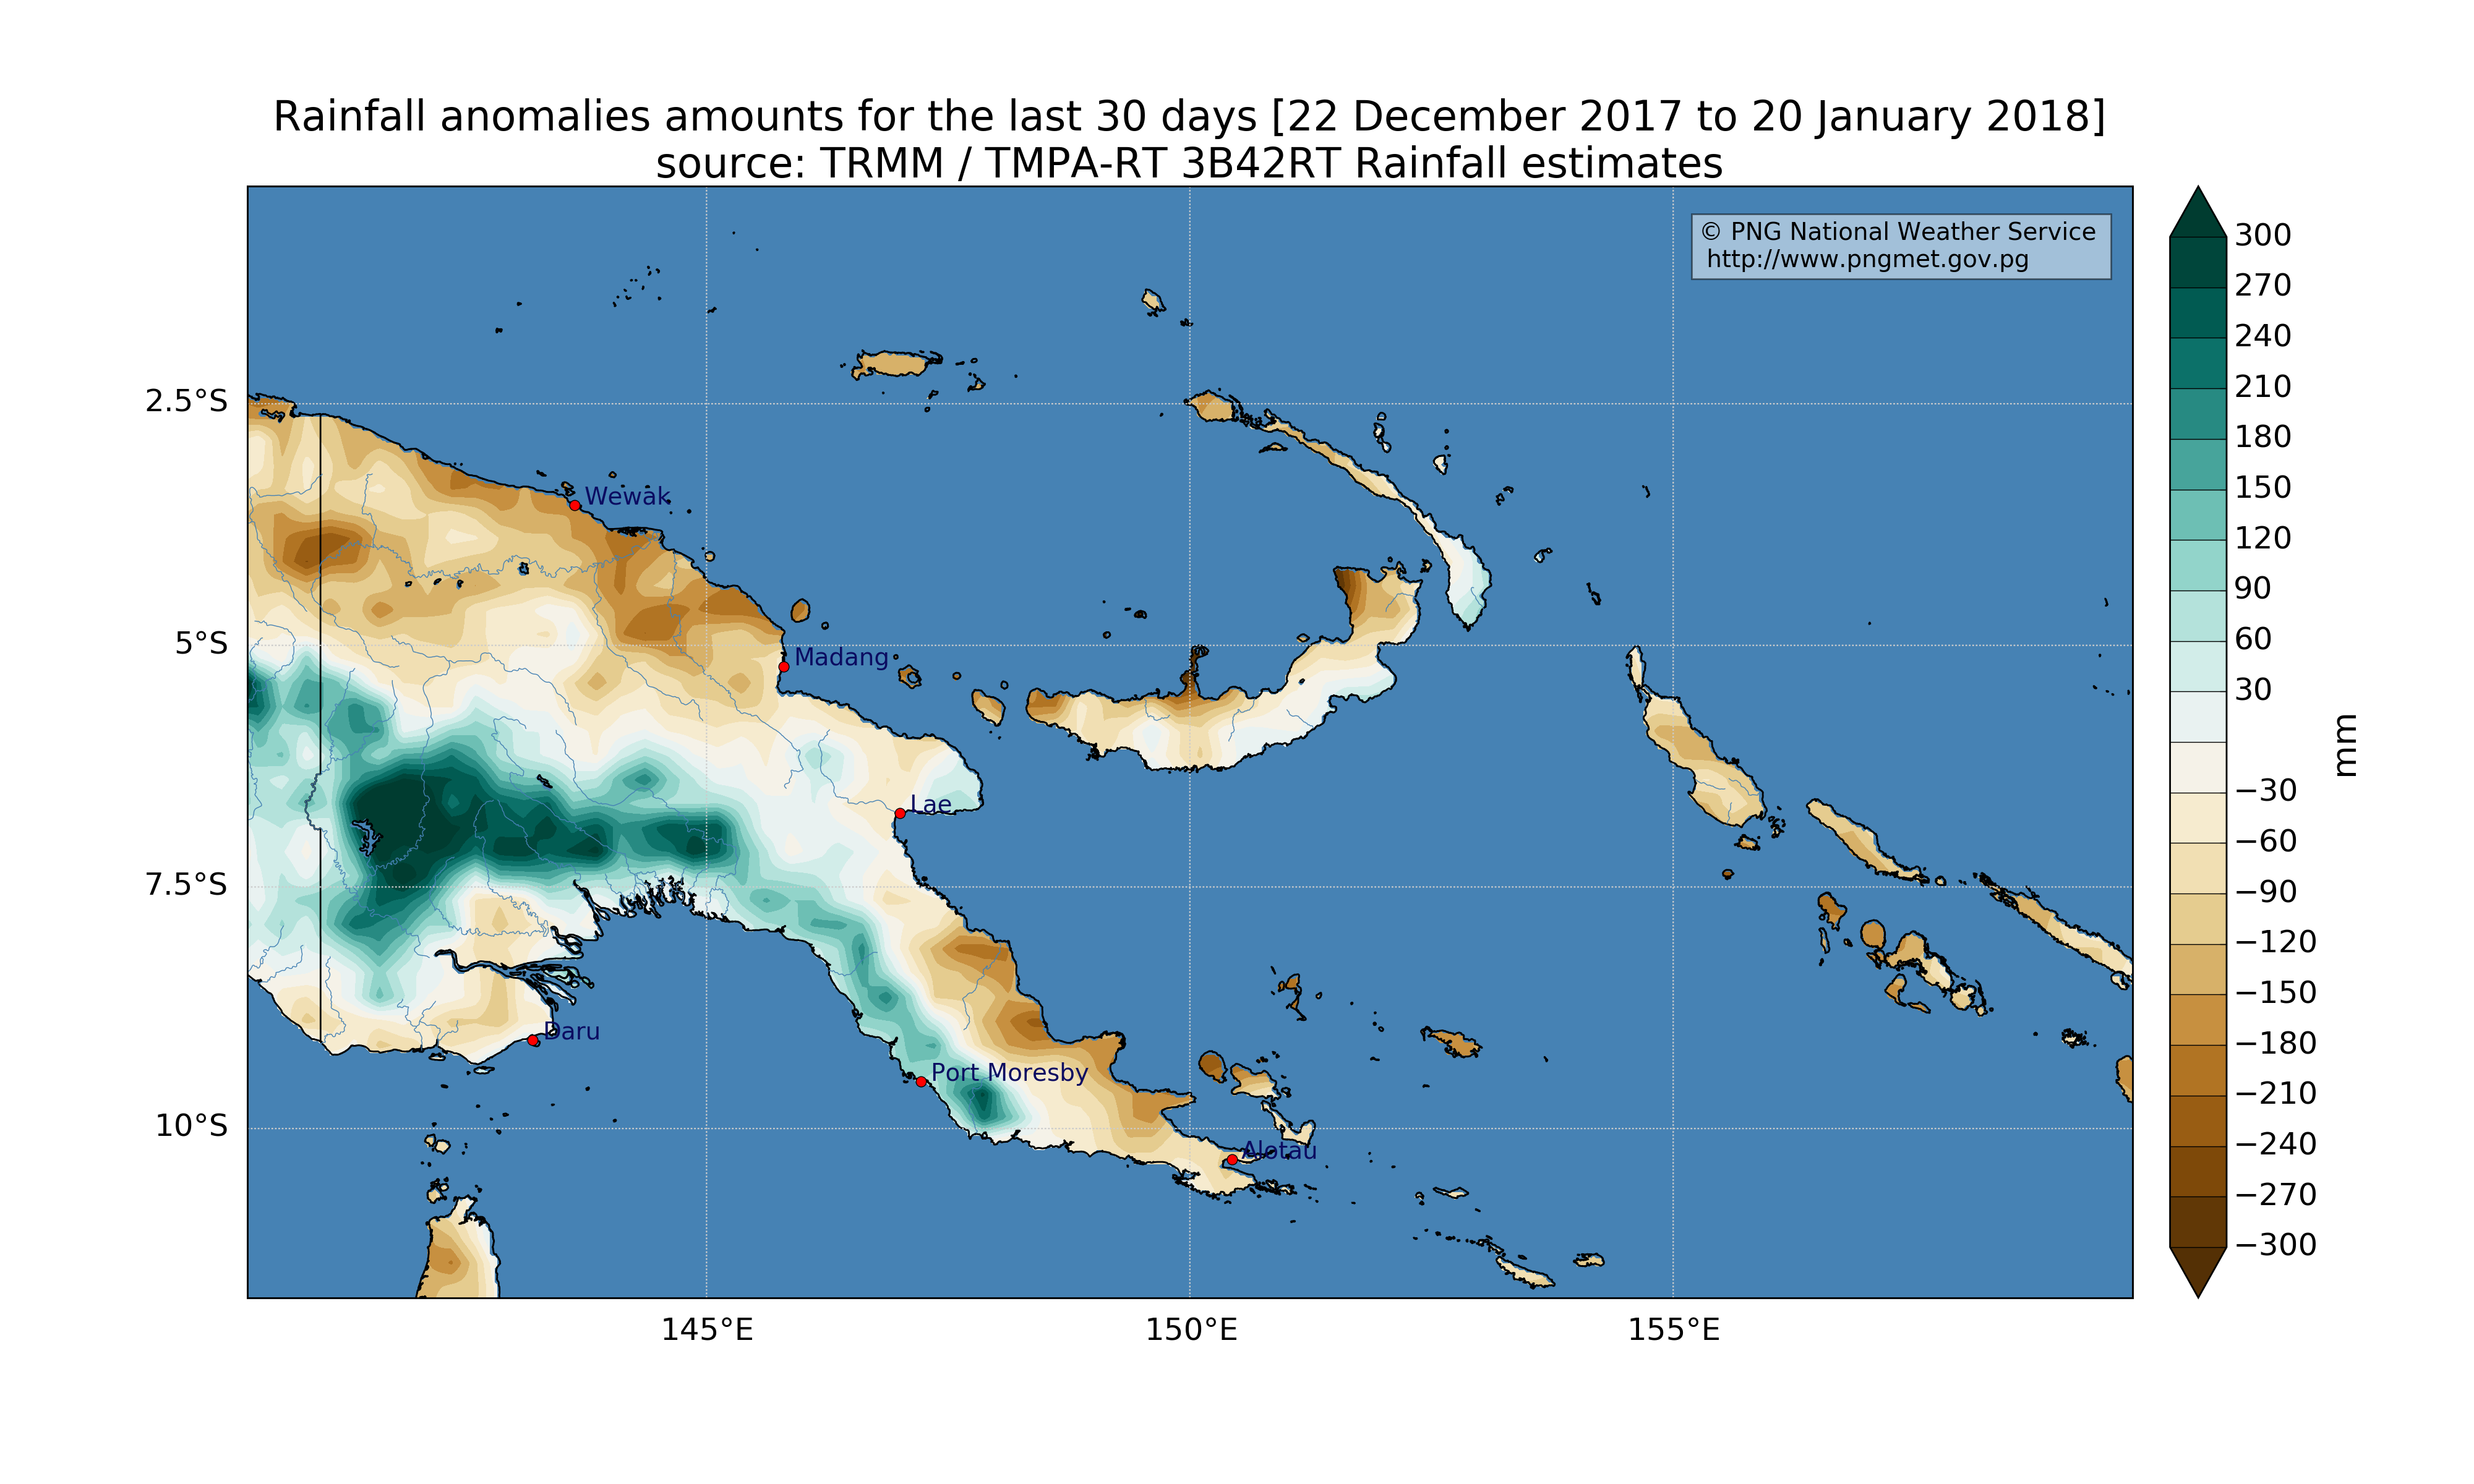 Rainfall anomalies amounts for the last 30 days [22 December 2017 to 20 January 2018]
source: TRMM / TMPA-RT 3B42RT Rainfall estimates
© PNG National Weather Service
http://www.pngmet.gov.pg
2.5°S
5°S
7.5°S
10°S
Wewak
Madang
Lae
Daru
Port Moresby
Alotau
145°E
150°E
155°E
300
270
240
210
180
150
120
90
60
30
−30
−60
−90
−120
−150
−180
−210
−240
−270
−300
mm